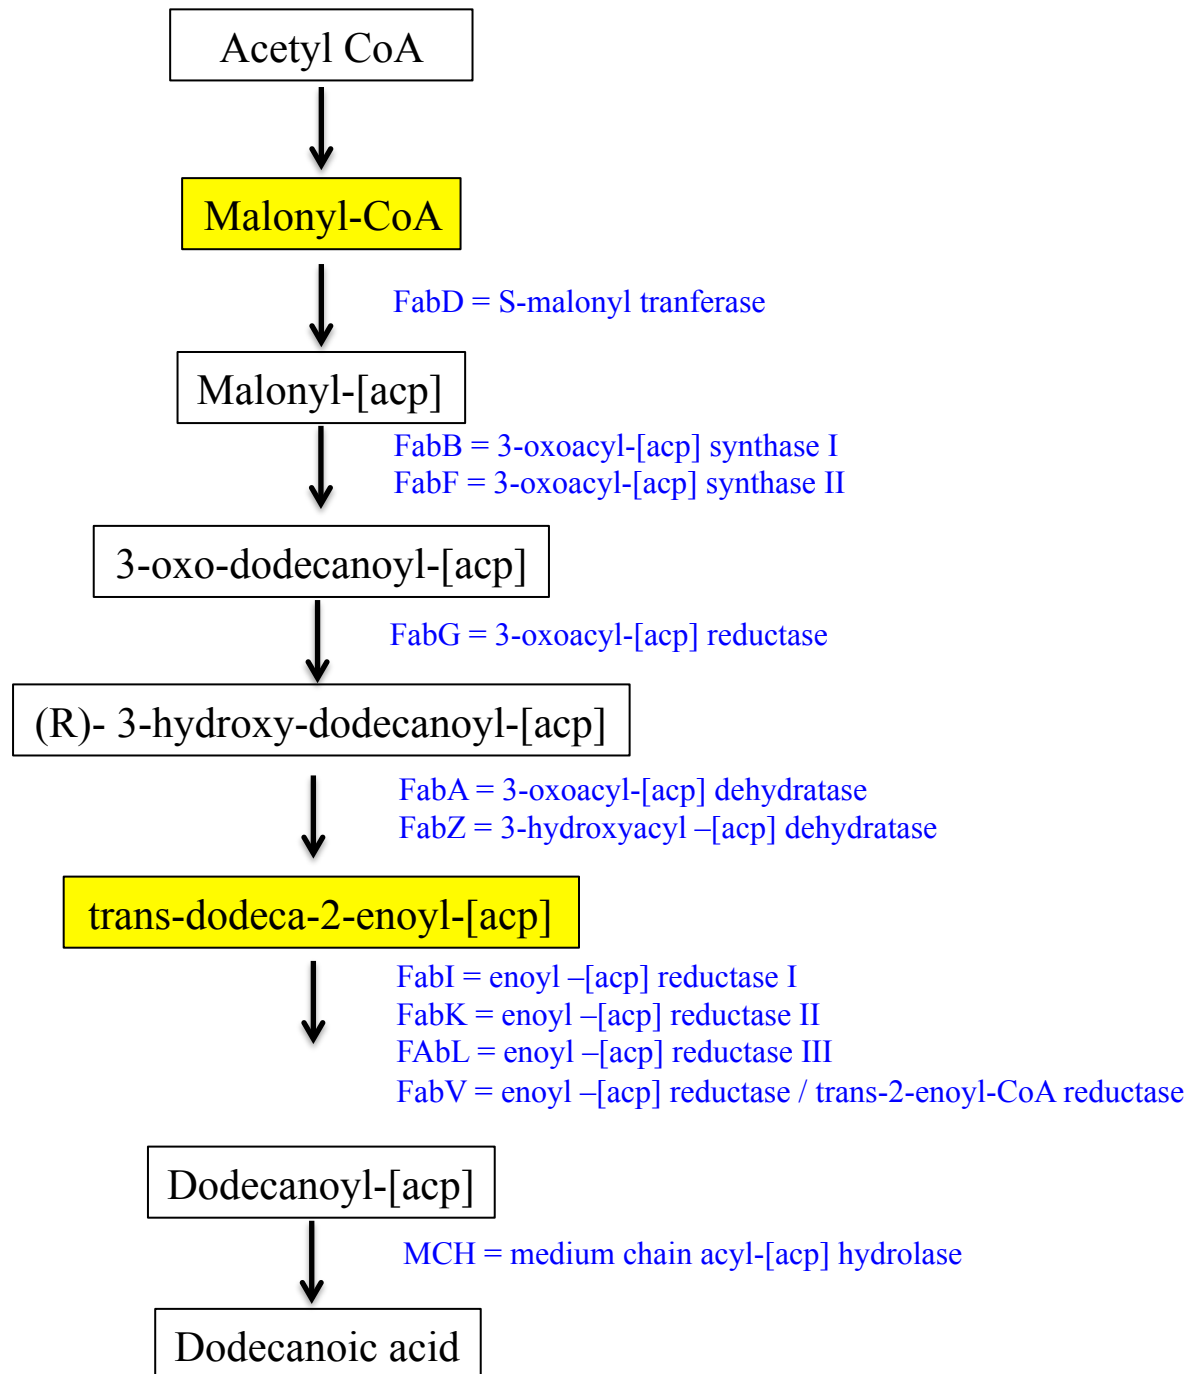 Acetyl CoA
Malonyl-CoA
FabD = S-malonyl tranferase
Malonyl-[acp]
FabB = 3-oxoacyl-[acp] synthase I
FabF = 3-oxoacyl-[acp] synthase II
3-oxo-dodecanoyl-[acp]
FabG = 3-oxoacyl-[acp] reductase
(R)- 3-hydroxy-dodecanoyl-[acp]
FabA = 3-oxoacyl-[acp] dehydratase
FabZ = 3-hydroxyacyl –[acp] dehydratase
trans-dodeca-2-enoyl-[acp]
FabI = enoyl –[acp] reductase I
FabK = enoyl –[acp] reductase II
FAbL = enoyl –[acp] reductase III
FabV = enoyl –[acp] reductase / trans-2-enoyl-CoA reductase
Dodecanoyl-[acp]
MCH = medium chain acyl-[acp] hydrolase
Dodecanoic acid